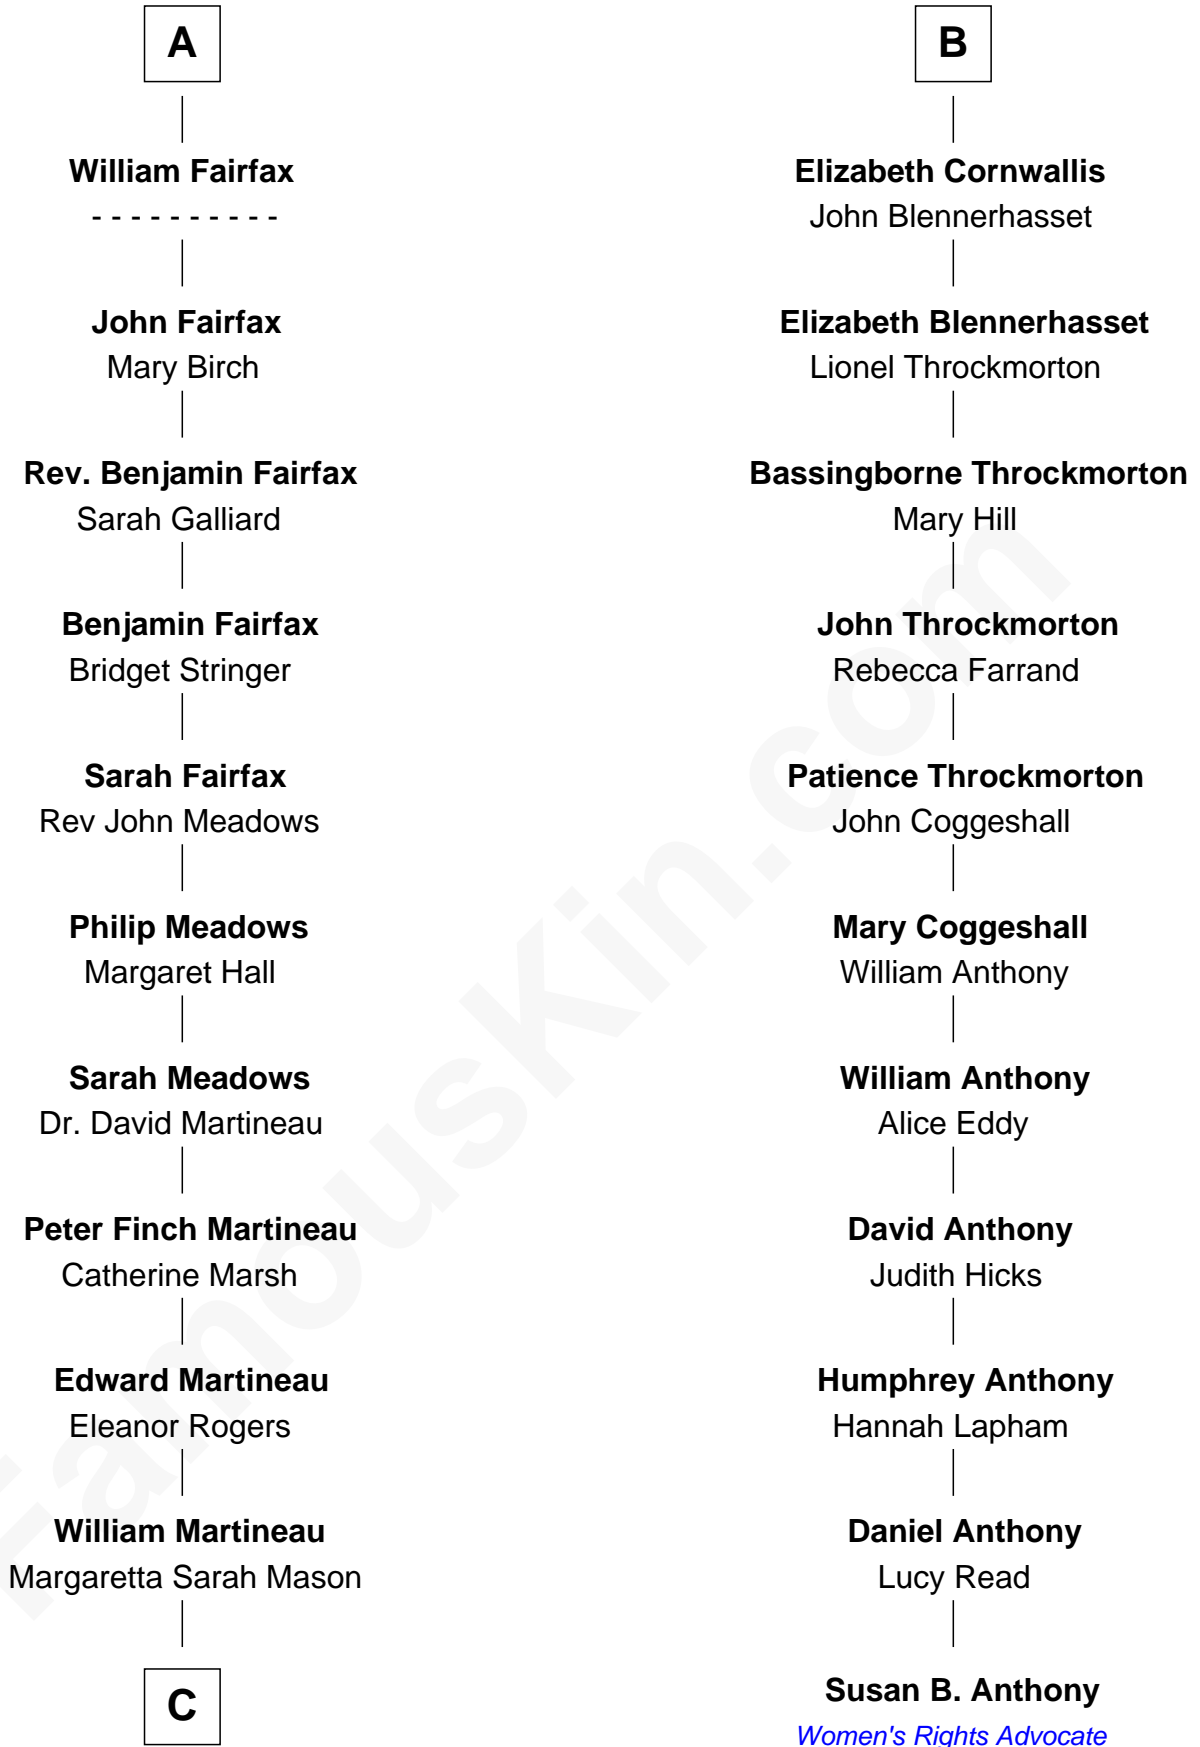 A
William Fairfax
- - - - - - - - - -
John Fairfax
Mary Birch
Rev. Benjamin Fairfax
Sarah Galliard
Benjamin Fairfax
Bridget Stringer
Sarah Fairfax
Rev John Meadows
Philip Meadows
Margaret Hall
Sarah Meadows
Dr. David Martineau
Peter Finch Martineau
Catherine Marsh
Edward Martineau
Eleanor Rogers
William Martineau
Margaretta Sarah Mason
C
B
Elizabeth Cornwallis
John Blennerhasset
Elizabeth Blennerhasset
Lionel Throckmorton
Bassingborne Throckmorton
Mary Hill
John Throckmorton
Rebecca Farrand
Patience Throckmorton
John Coggeshall
Mary Coggeshall
William Anthony
William Anthony
Alice Eddy
David Anthony
Judith Hicks
Humphrey Anthony
Hannah Lapham
Daniel Anthony
Lucy Read
Susan B. Anthony
Women's Rights Advocate
FamousKin.com